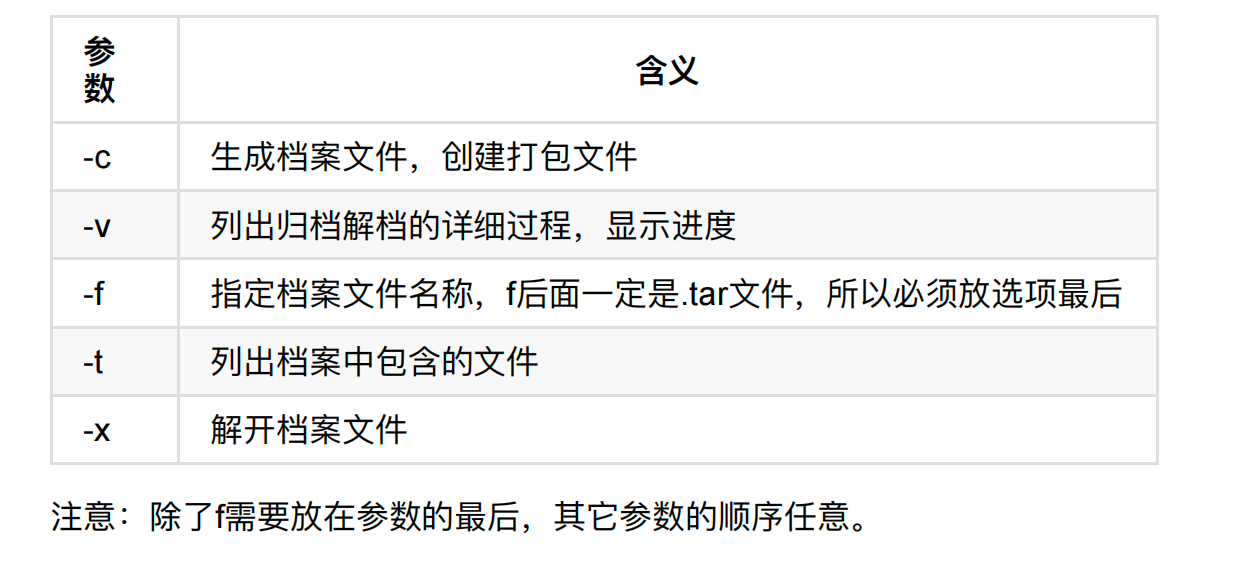 参
数
含义
-c
生成档案文件，创建打包文件
-v
列出归档解档的详细过程，显示进度
-f
指定档案文件名称，f后面一定是.tar文件，所以必须放选项最后
-t
列出档案中包含的文件
-x
解开档案文件
注意：除了f需要放在参数的最后，其它参数的顺序任意。